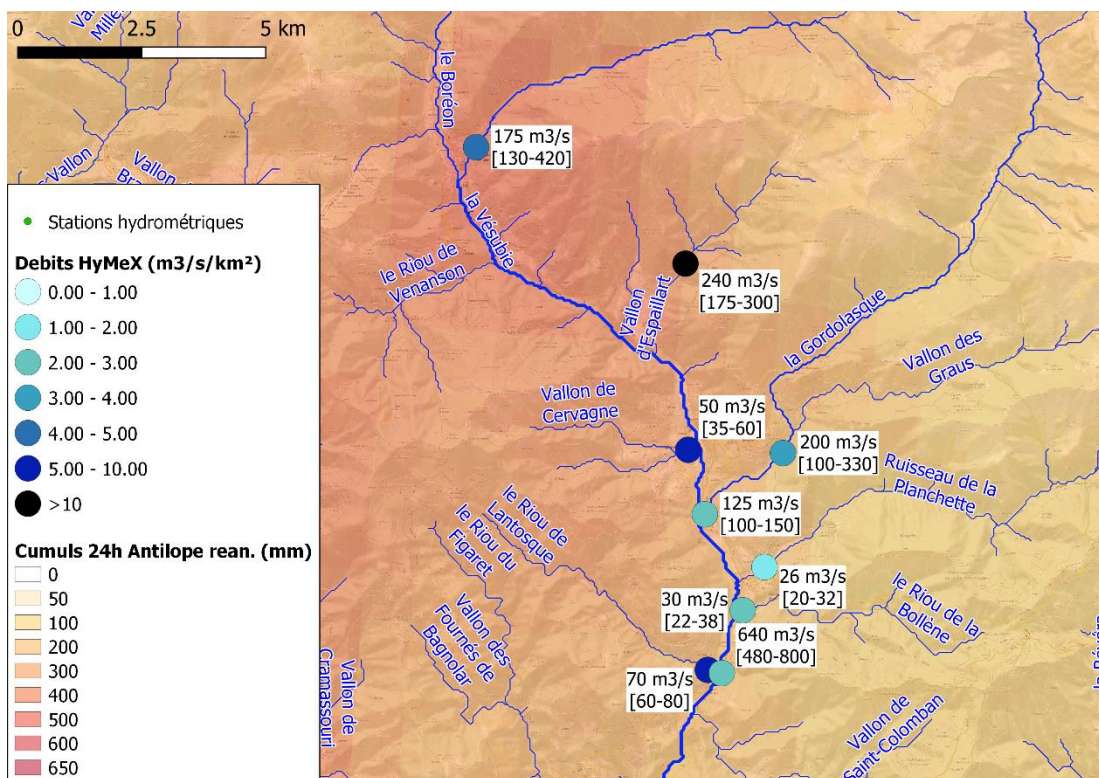 0 2.5 5 km
le Boréon
175 m3/s
[130-420]
la Vésubie
le Riou de
Venanson
240 m3/s
[175-300]
Vallon
d'Espaillart
la Gordolasque
Vallon des
Graus
Vallon de
Cervagne
50 m3/s
[35-60]
200 m3/s
[100-330]
Ruisseau de la
Planchette
125 m3/s
[100-150]
le Riou de
Lantosque
le Riou du
Figaret
26 m3/s
[20-32]
le Riou de la
Bollène
30 m3/s
[22-38]
640 m3/s
[480-800]
Vallon des
Fournés de
Bagnolar
70 m3/s
[60-80]
Vallon de
Cramassouri
Vallon de
Saint-Colomban
Stations hydrométriques
Debits HyMeX (m3/s/km²)
0.00 - 1.00
1.00 - 2.00
2.00 - 3.00
3.00 - 4.00
4.00 - 5.00
5.00 - 10.00
>10
Cumuls 24h Antilope rean. (mm)
0
50
100
200
300
400
500
600
650